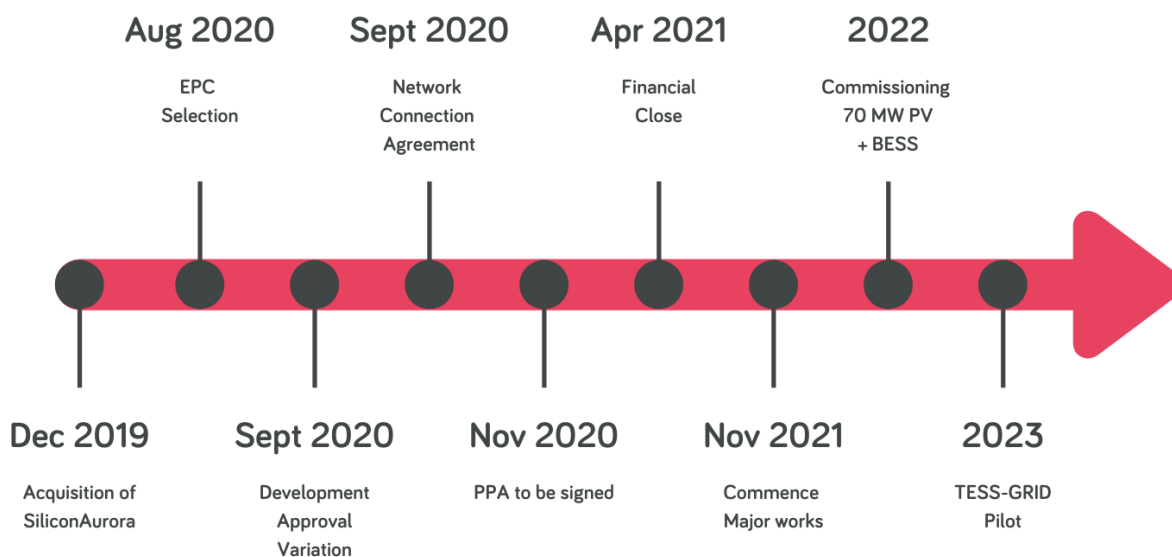 Aug 2020
EPC
Selection
Sept 2020
Network
Connection
Agreement
Apr 2021
Financial
Close
2022
Commissioning
70 MW PV
+ BESS
Dec 2019
Acquisition of
SiliconAurora
Sept 2020
Development
Approval
Variation
Nov 2020
PPA to be signed
Nov 2021
Commence
Major works
2023
TESS-GRID
Pilot